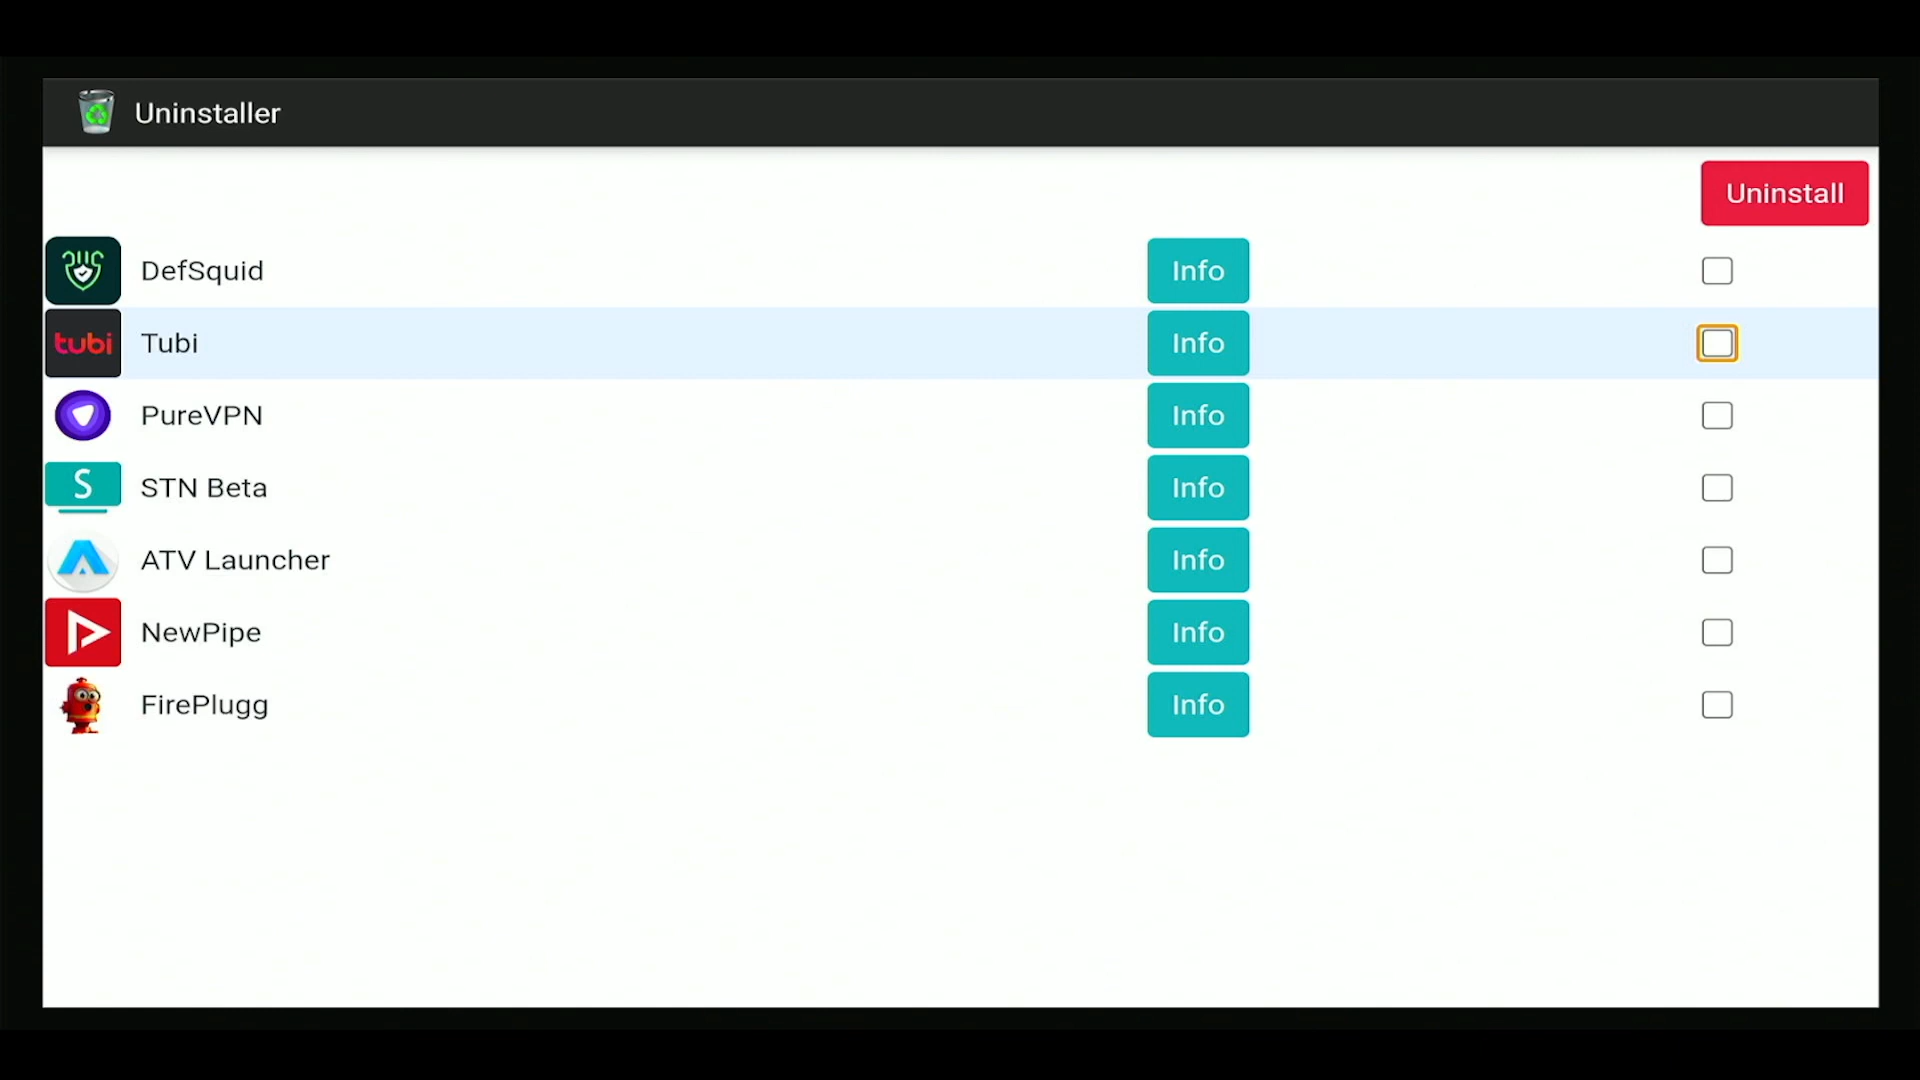 Uninstaller
Uninstall
DefSquid Info
tubi Tubi Info
PureVPN Info
S STN Beta Info
ATV Launcher Info
NewPipe Info
FirePlugg Info